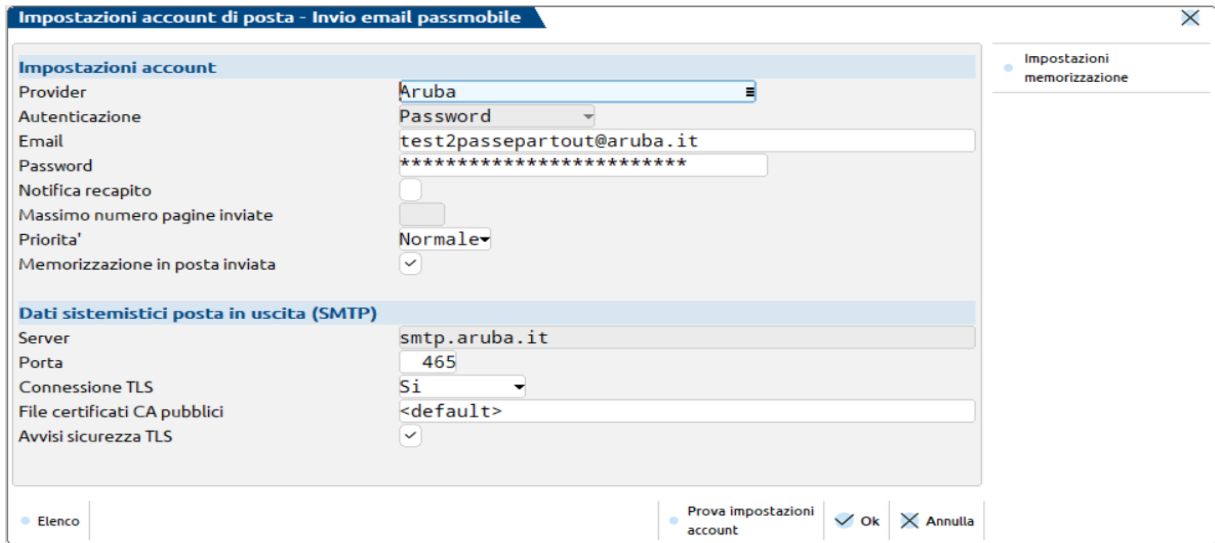 Impostazioni account di posta - Invio email passmobile
Impostazioni account
Provider Aruba
Autenticazione Password
Email test2passepartout@aruba.it
Password *************************
Notifica recapito
Massimo numero pagine inviate
Priorita' Normale
Memorizzazione in posta inviata
Dati sistemistici posta in uscita (SMTP)
Server smtp.aruba.it
Porta 465
Connessione TLS Si
File certificati CA pubblici <default>
Avvisi sicurezza TLS
Impostazioni
memorizzazione
Elenco
Prova impostazioni
account
Ok
Annulla